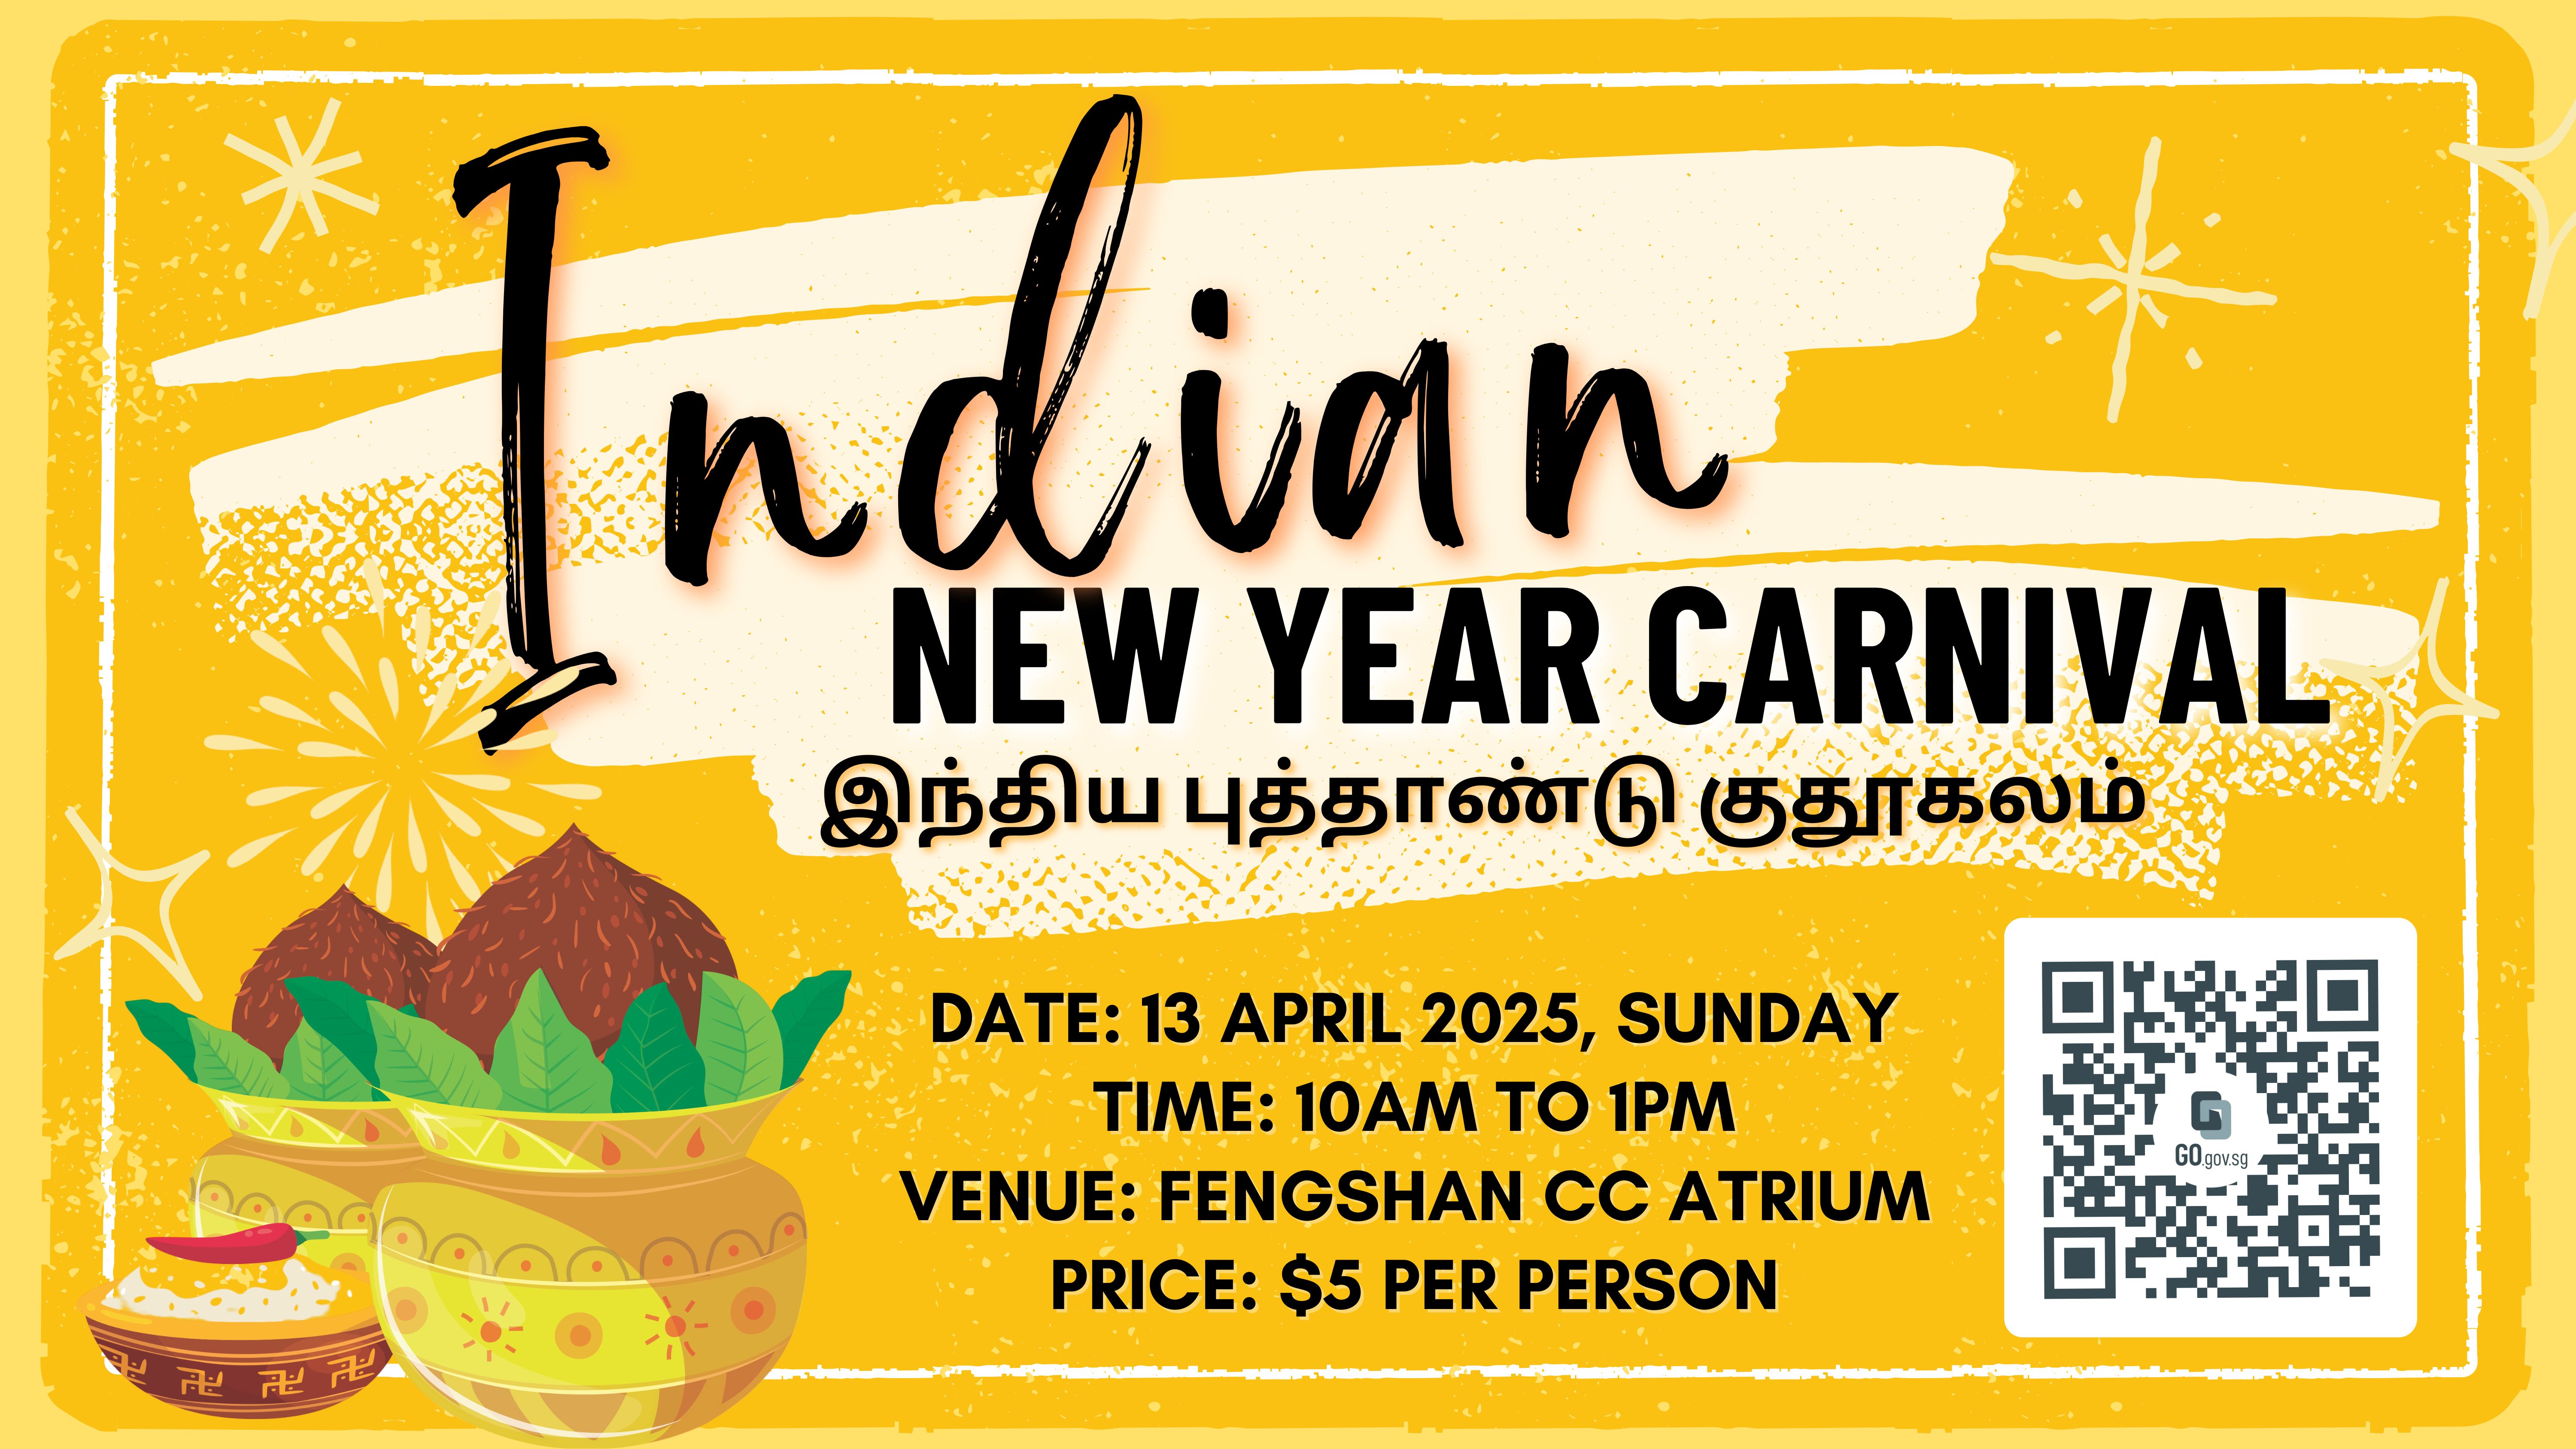 Indian
NEW YEAR CARNIVAL
இந்திய புத்தாண்டு குதூகலம்
DATE: 13 APRIL 2025, SUNDAY
TIME: 10AM TO 1PM
VENUE: FENGSHAN CC ATRIUM
PRICE: $5 PER PERSON
GO.gov.sg